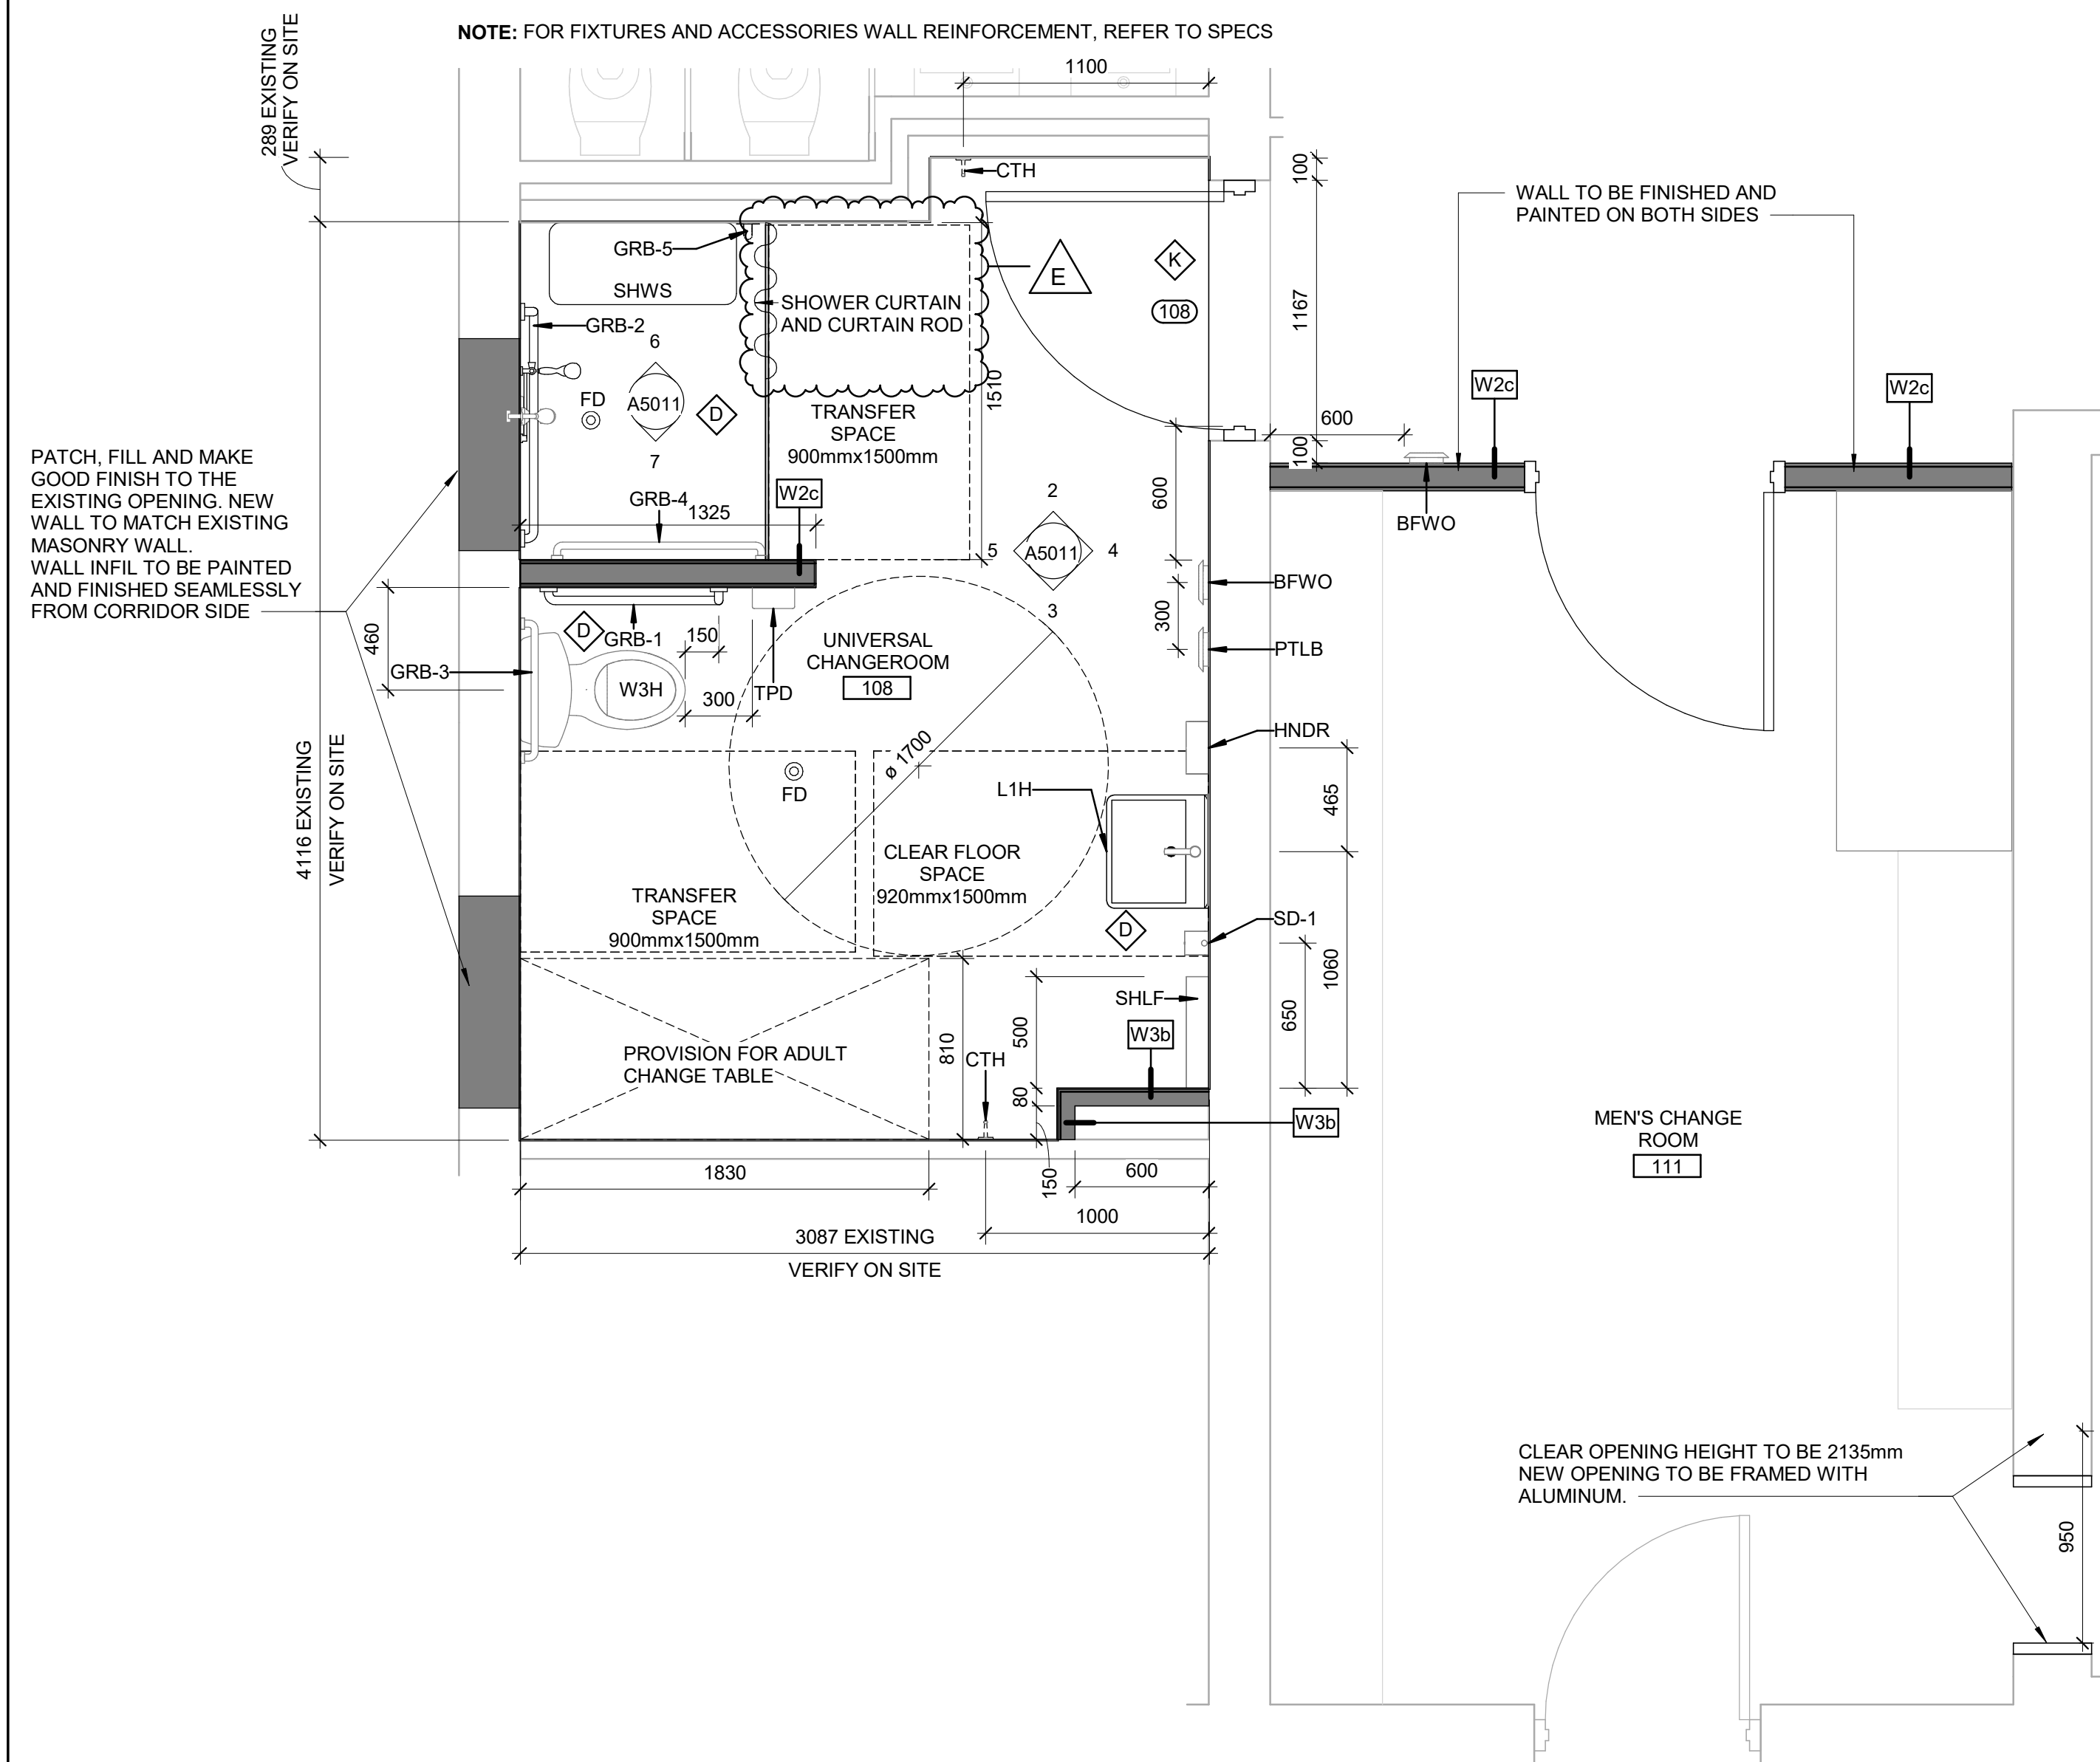 NOTE: FOR FIXTURES AND ACCESSORIES WALL REINFORCEMENT, REFER TO SPECS
289 EXISTING
VERIFY ON SITE
1100
CTH
100
WALL TO BE FINISHED AND
PAINTED ON BOTH SIDES
GRB-5
SHWS
E
K
108
SHOWER CURTAIN
AND CURTAIN ROD
1167
GRB-2
6
FD
A5011
D
7
1510
TRANSFER
SPACE
900mmx1500mm
W2c
W2c
600
100
BFWO
PATCH, FILL AND MAKE
GOOD FINISH TO THE
EXISTING OPENING. NEW
WALL TO MATCH EXISTING
MASONRY WALL.
WALL INFIL TO BE PAINTED
AND FINISHED SEAMLESSLY
FROM CORRIDOR SIDE
GRB-4
1325
W2c
600
2
5
A5011
4
3
BFWO
300
PTLB
460
D
GRB-1
150
GRB-3
W3H
300
TPD
UNIVERSAL
CHANGEROOM
108
HNDR
ø 1700
FD
L1H
465
4116 EXISTING
VERIFY ON SITE
CLEAR FLOOR
SPACE
920mmx1500mm
TRANSFER
SPACE
900mmx1500mm
D
SD-1
1060
650
SHLF
500
810
W3b
PROVISION FOR ADULT
CHANGE TABLE
CTH
80
W3b
MEN'S CHANGE
ROOM
111
1830
150
600
1000
3087 EXISTING
VERIFY ON SITE
CLEAR OPENING HEIGHT TO BE 2135mm
NEW OPENING TO BE FRAMED WITH
ALUMINUM.
950